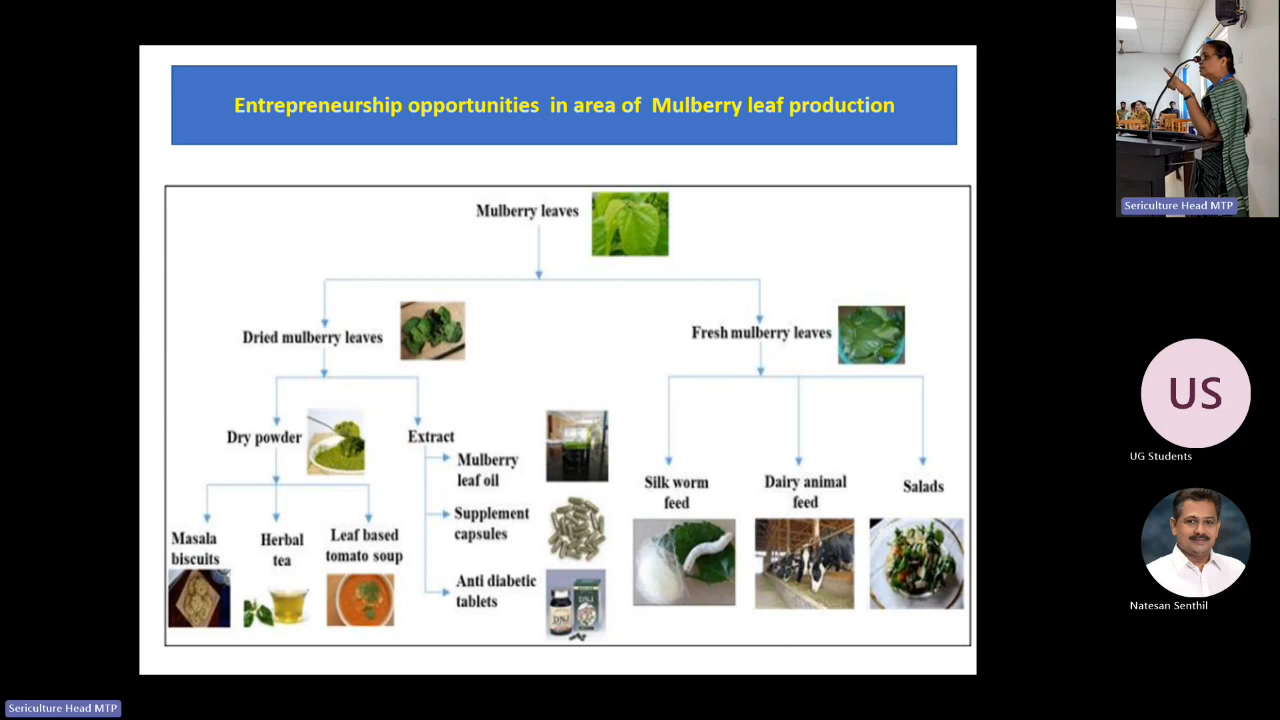 Entrepreneurship opportunities in area of Mulberry leaf production
Mulberry leaves
Dried mulberry leaves
Fresh mulberry leaves
Dry powder
Extract
Mulberry
leaf oil
Supplement
capsules
Anti diabetic
tablets
Masala
biscuits
Herbal
tea
Leaf based
tomato soup
Silk worm
feed
Dairy animal
feed
Salads
DNJ
DNJ
Sericulture Head MTP
US
UG Students
Natesan Senthil
Sericulture Head MTP